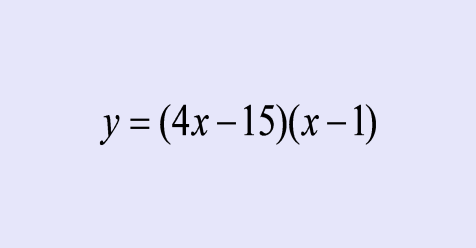 y = (4x − 15)(x − 1)